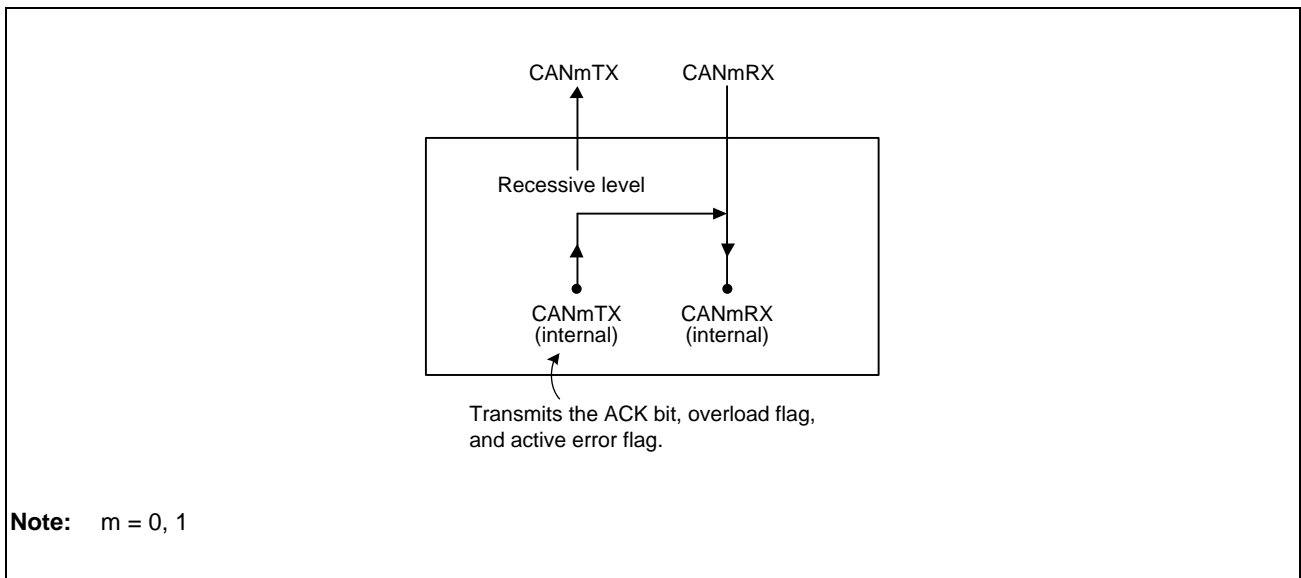 CANmTX CANmRX
Recessive level
CANmTX CANmRX
(internal) (internal)
Transmits the ACK bit, overload flag,
and active error flag.
Note: m = 0, 1